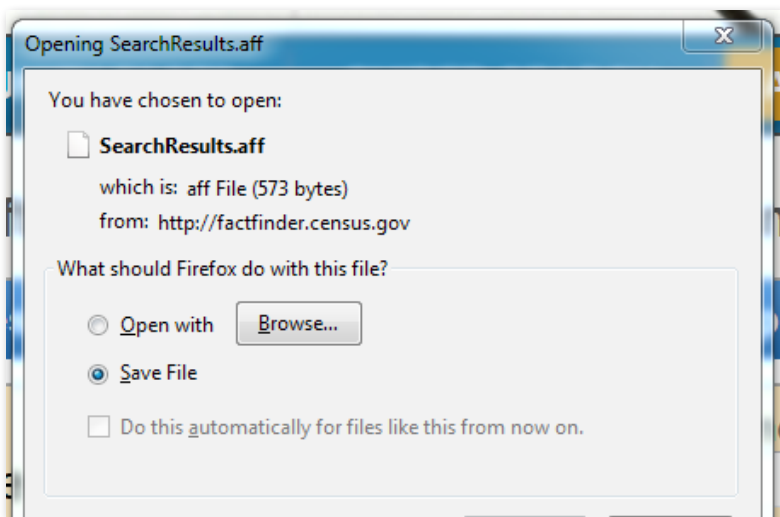 Opening SearchResults.aff
X
You have chosen to open:
SearchResults.aff
which is: aff File (573 bytes)
from: http://factfinder.census.gov
What should Firefox do with this file?
Open with Browse...
Save File
Do this automatically for files like this from now on.